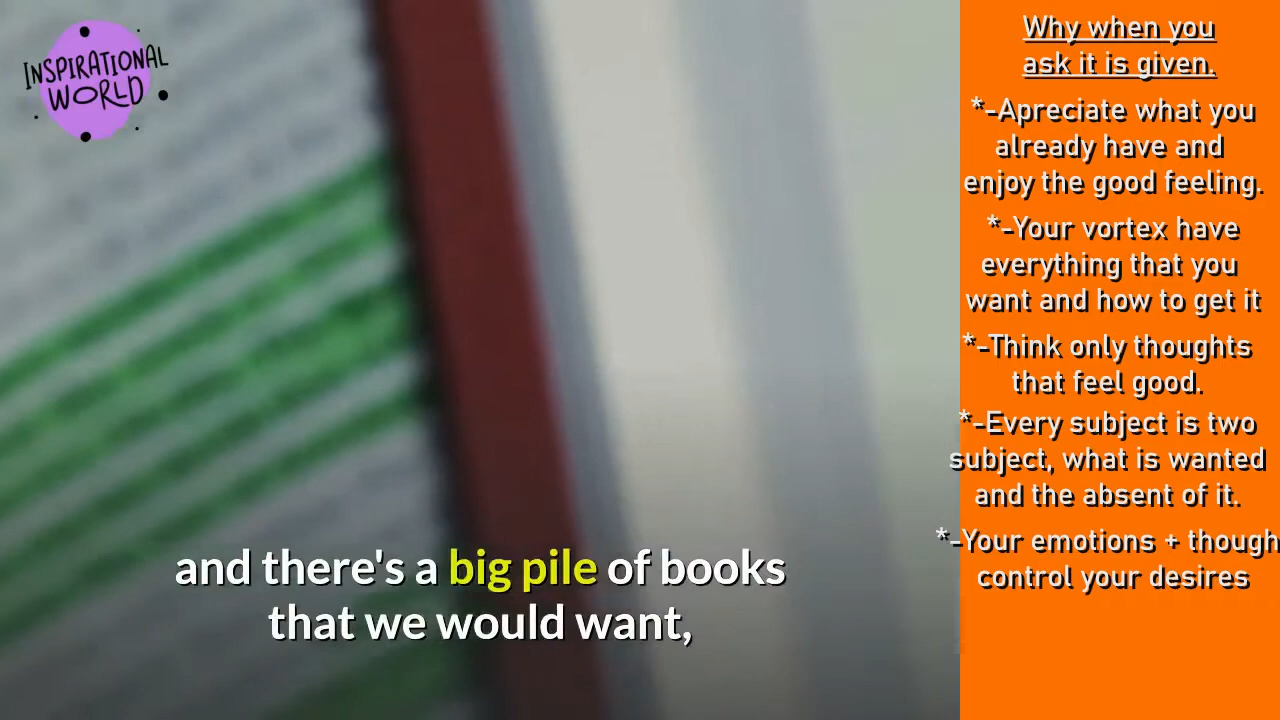 INSPIRATIONAL
WORLD
Why when you
ask it is given.
*-Apreciate what you
already have and
enjoy the good feeling.
*-Your vortex have
everything that you
want and how to get it
*-Think only thoughts
that feel good.
*-Every subject is two
subject, what is wanted
and the absent of it.
*-Your emotions + though
control your desires
and there's a big pile of books
that we would want,